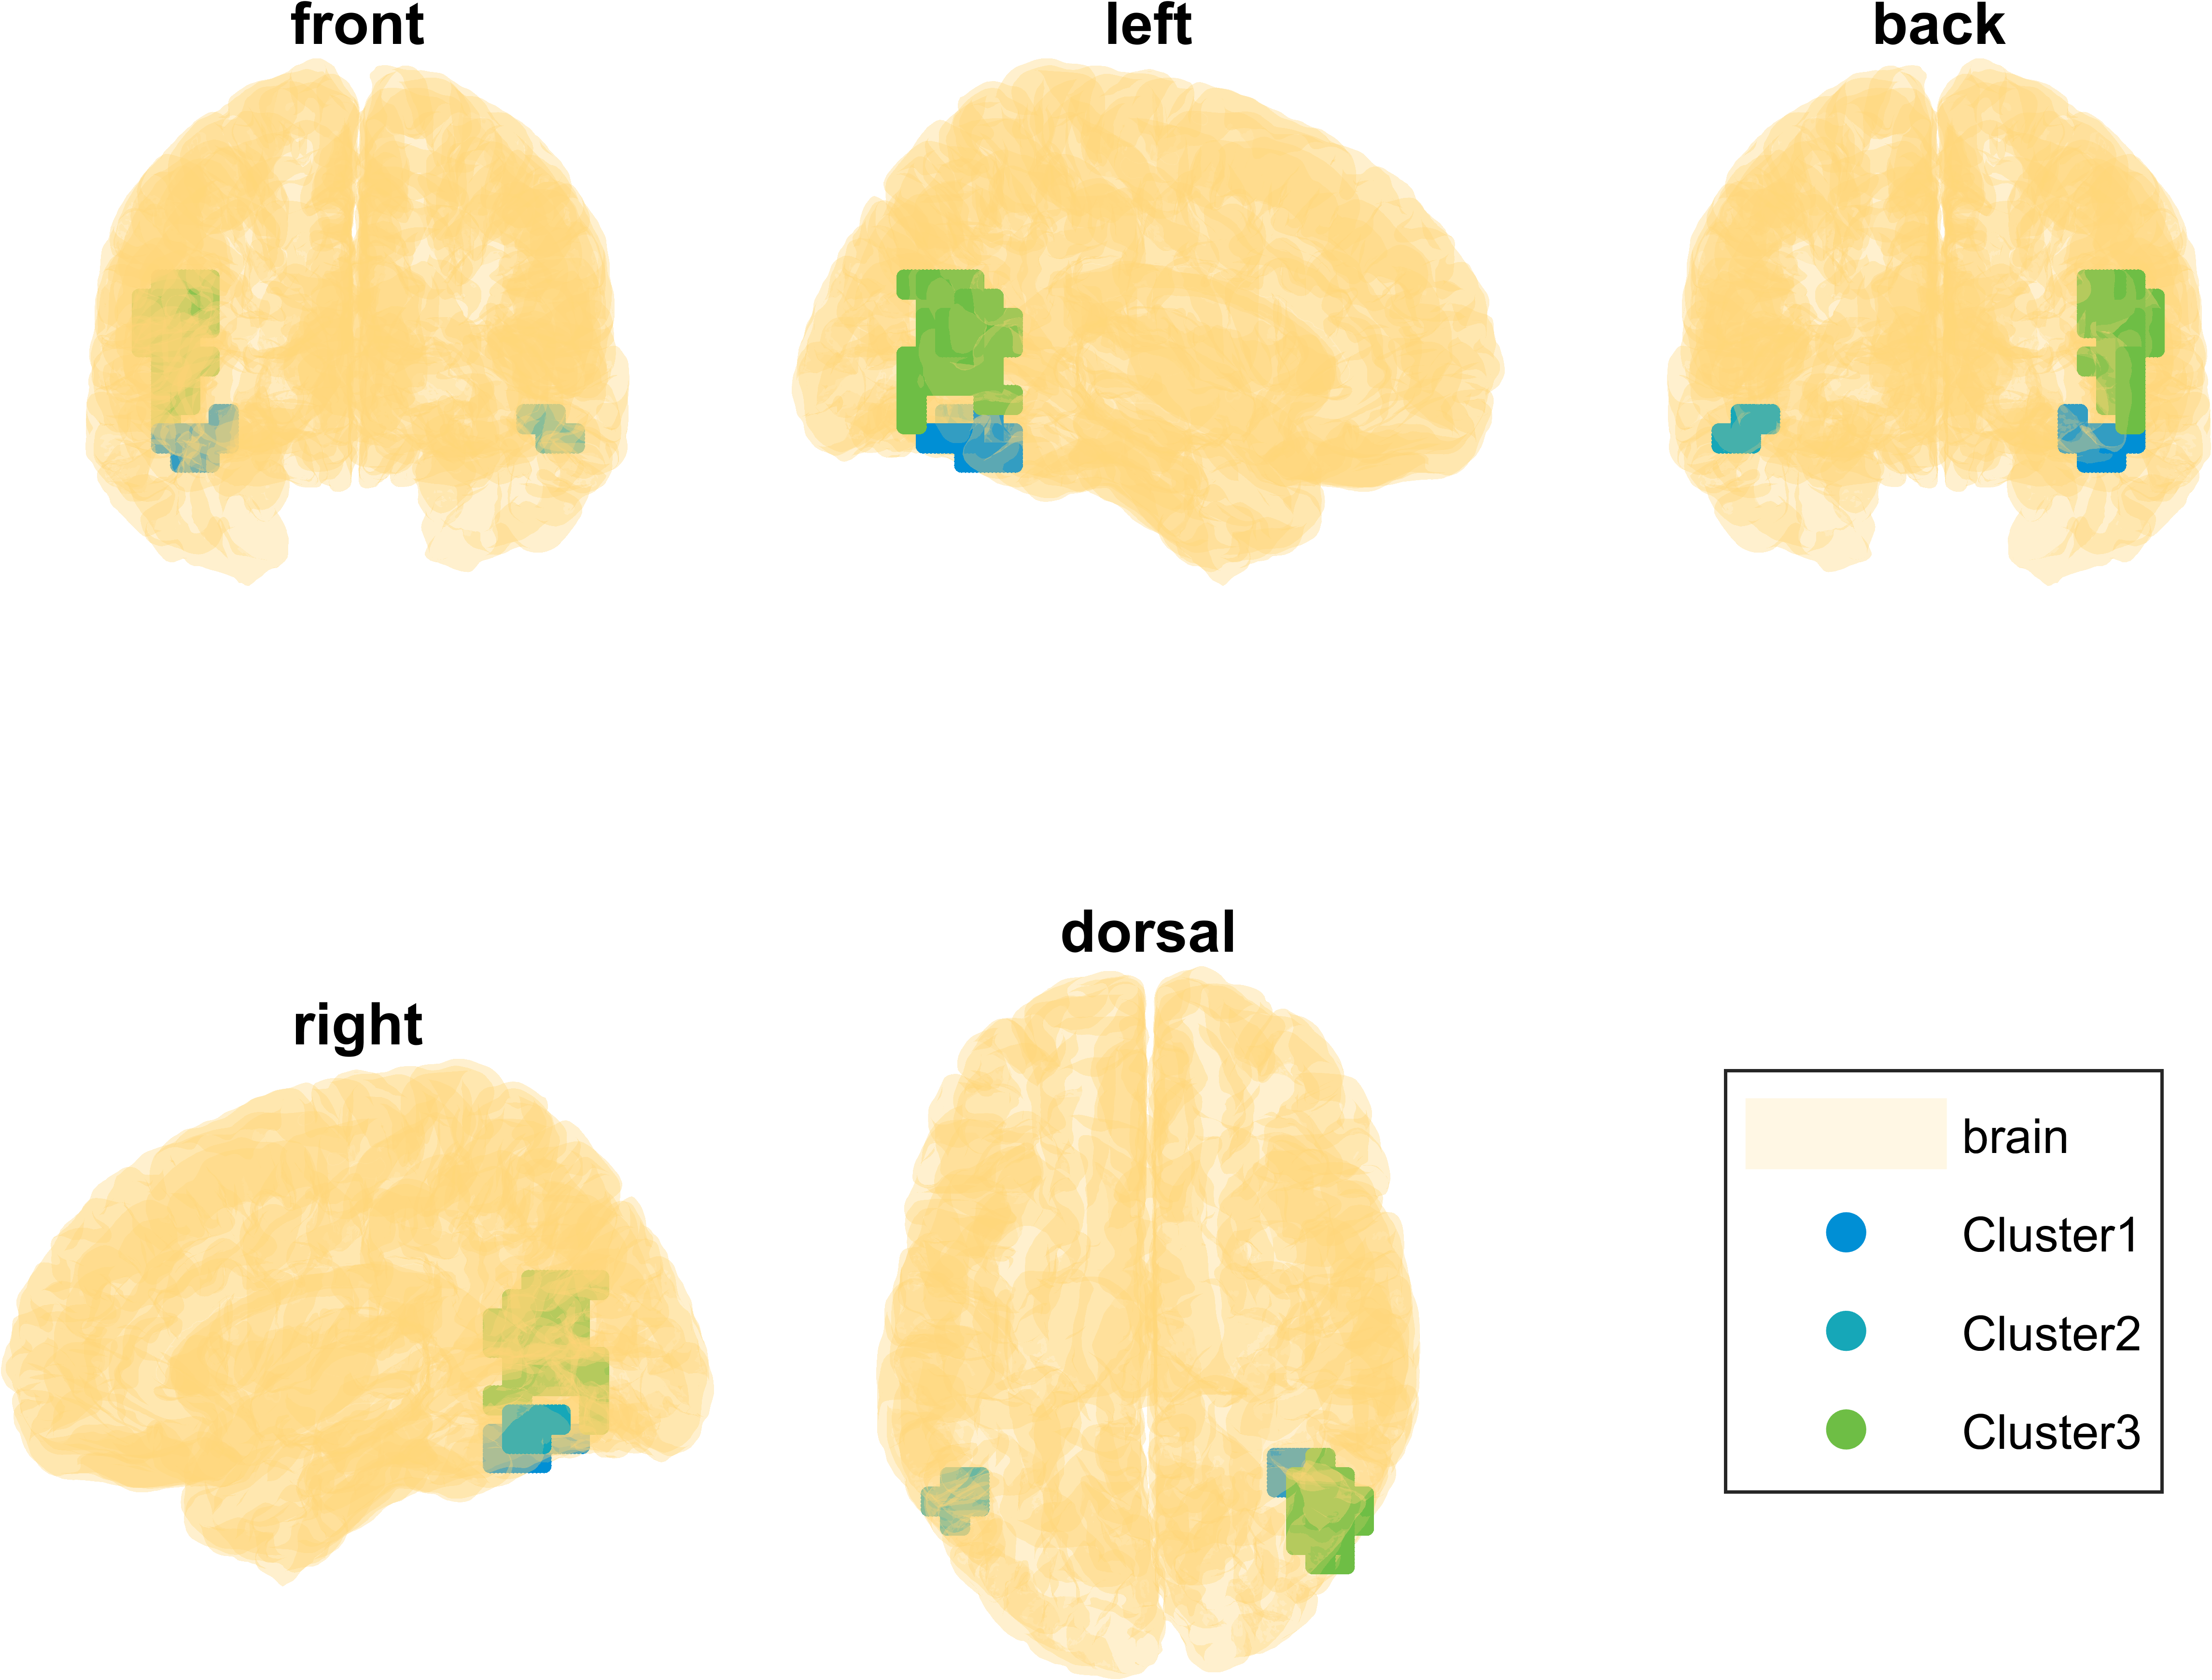 front
left
back
right
dorsal
brain
Cluster1
Cluster2
Cluster3